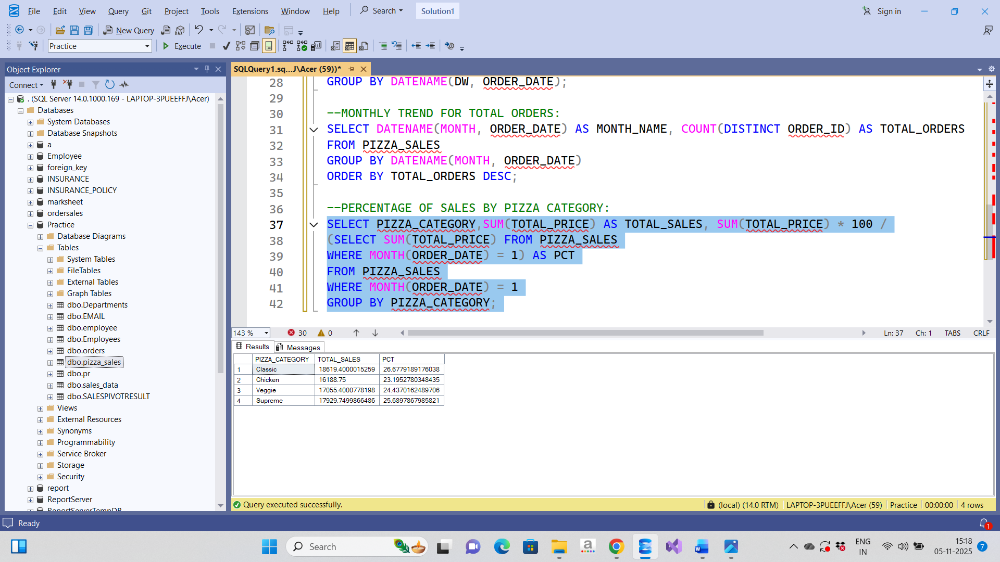 File Edit View Query Git Project Tools Extensions Window Help Search Solution1 Sign in
New Query DAX
Practice Execute
Object Explorer
Connect
. (SQL Server 14.0.1000.169 - LAPTOP-3PUEEFFJ\Acer)
Databases
System Databases
Database Snapshots
a
Employee
foreign_key
INSURANCE
INSURANCE_POLICY
marksheet
ordersales
Practice
Database Diagrams
Tables
System Tables
FileTables
External Tables
Graph Tables
dbo.Departments
dbo.EMAIL
dbo.employee
dbo.Employees
dbo.orders
dbo.pizza_sales
dbo.pr
dbo.sales_data
dbo.SALESPIVOTRESULT
Views
External Resources
Synonyms
Programmability
Service Broker
Storage
Security
report
ReportServer
ReportServerTempDB
SQLQuery1.sq...J\Acer (59))*
28 GROUP BY DATENAME(DW, ORDER_DATE);
29
30 --MONTHLY TREND FOR TOTAL ORDERS:
31 SELECT DATENAME(MONTH, ORDER_DATE) AS MONTH_NAME, COUNT(DISTINCT ORDER_ID) AS TOTAL_ORDERS
32 FROM PIZZA_SALES
33 GROUP BY DATENAME(MONTH, ORDER_DATE)
34 ORDER BY TOTAL_ORDERS DESC;
35
36 --PERCENTAGE OF SALES BY PIZZA CATEGORY:
37 SELECT PIZZA_CATEGORY,SUM(TOTAL_PRICE) AS TOTAL_SALES, SUM(TOTAL_PRICE) * 100 /
38 (SELECT SUM(TOTAL_PRICE) FROM PIZZA_SALES
39 WHERE MONTH(ORDER_DATE) = 1) AS PCT
40 FROM PIZZA_SALES
41 WHERE MONTH(ORDER_DATE) = 1
42 GROUP BY PIZZA_CATEGORY;
143 % 30 0 Ln: 37 Ch: 1 TABS CRLF
Results Messages
PIZZA_CATEGORY TOTAL_SALES PCT
1 Classic 18619.4000015259 26.6779189176038
2 Chicken 16188.75 23.1952780348435
3 Veggie 17055.4000778198 24.4370162489706
4 Supreme 17929.7499866486 25.6897867985821
Query executed successfully. (local) (14.0 RTM) LAPTOP-3PUEEFFJ\Acer (59) Practice 00:00:00 4 rows
Ready 1
Search ENG IN 15:18 05-11-2025 7